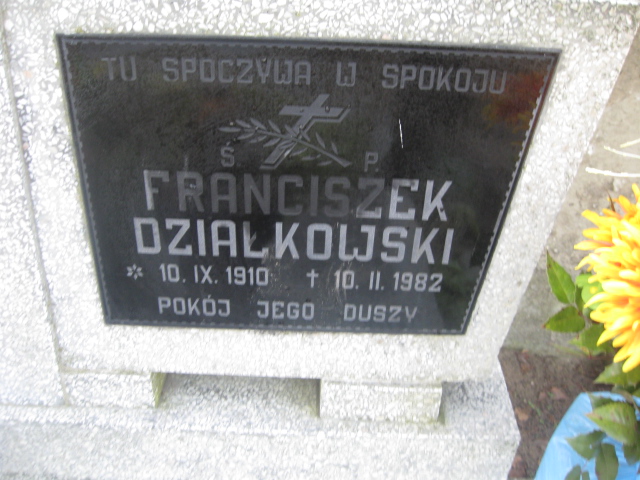 TU SPOCZYWA W SPOKOJU
Ś P
FRANCISZEK
DZIAŁKOWSKI
* 10. IX. 1910 † 10. II. 1982
POKÓJ JEGO DUSZY